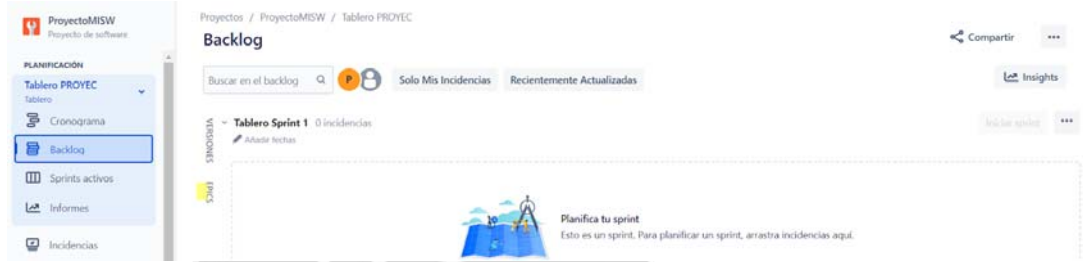 ProyectoMISW
Proyecto de software
PLANIFICACIÓN
Tablero PROYEC
Tablero
Cronograma
Backlog
Sprints activos
Informes
Incidencias
Proyectos / ProyectoMISW / Tablero PROYEC
Backlog
Compartir
Buscar en el backlog
P
Solo Mis Incidencias
Recientemente Actualizadas
Insights
VERSIONES
EPICS
Tablero Sprint 1 0 incidencias
Añadir fechas
Iniciar sprint
Planifica tu sprint
Esto es un sprint. Para planificar un sprint, arrastra incidencias aquí.